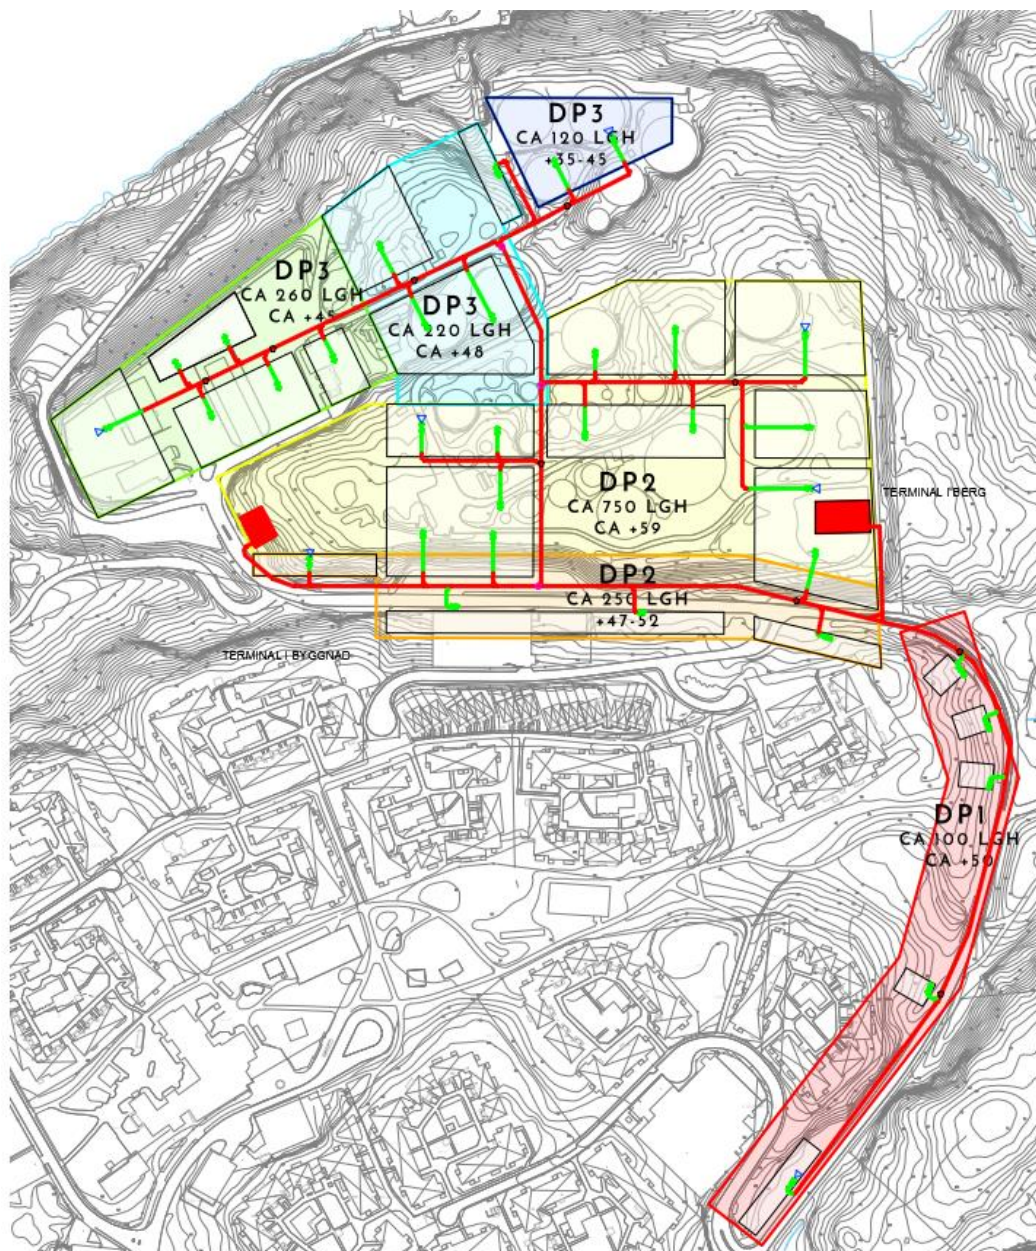 DP3
CA 120 LGH
+35-45
DP3
CA 260 LGH
CA +45
DP3
CA 220 LGH
CA +48
DP2
CA 750 LGH
CA +59
TERMINAL I BERG
DP2
CA 250 LGH
+47-52
TERMINAL I BYGGNAD
DP1
CA 100 LGH
CA +50